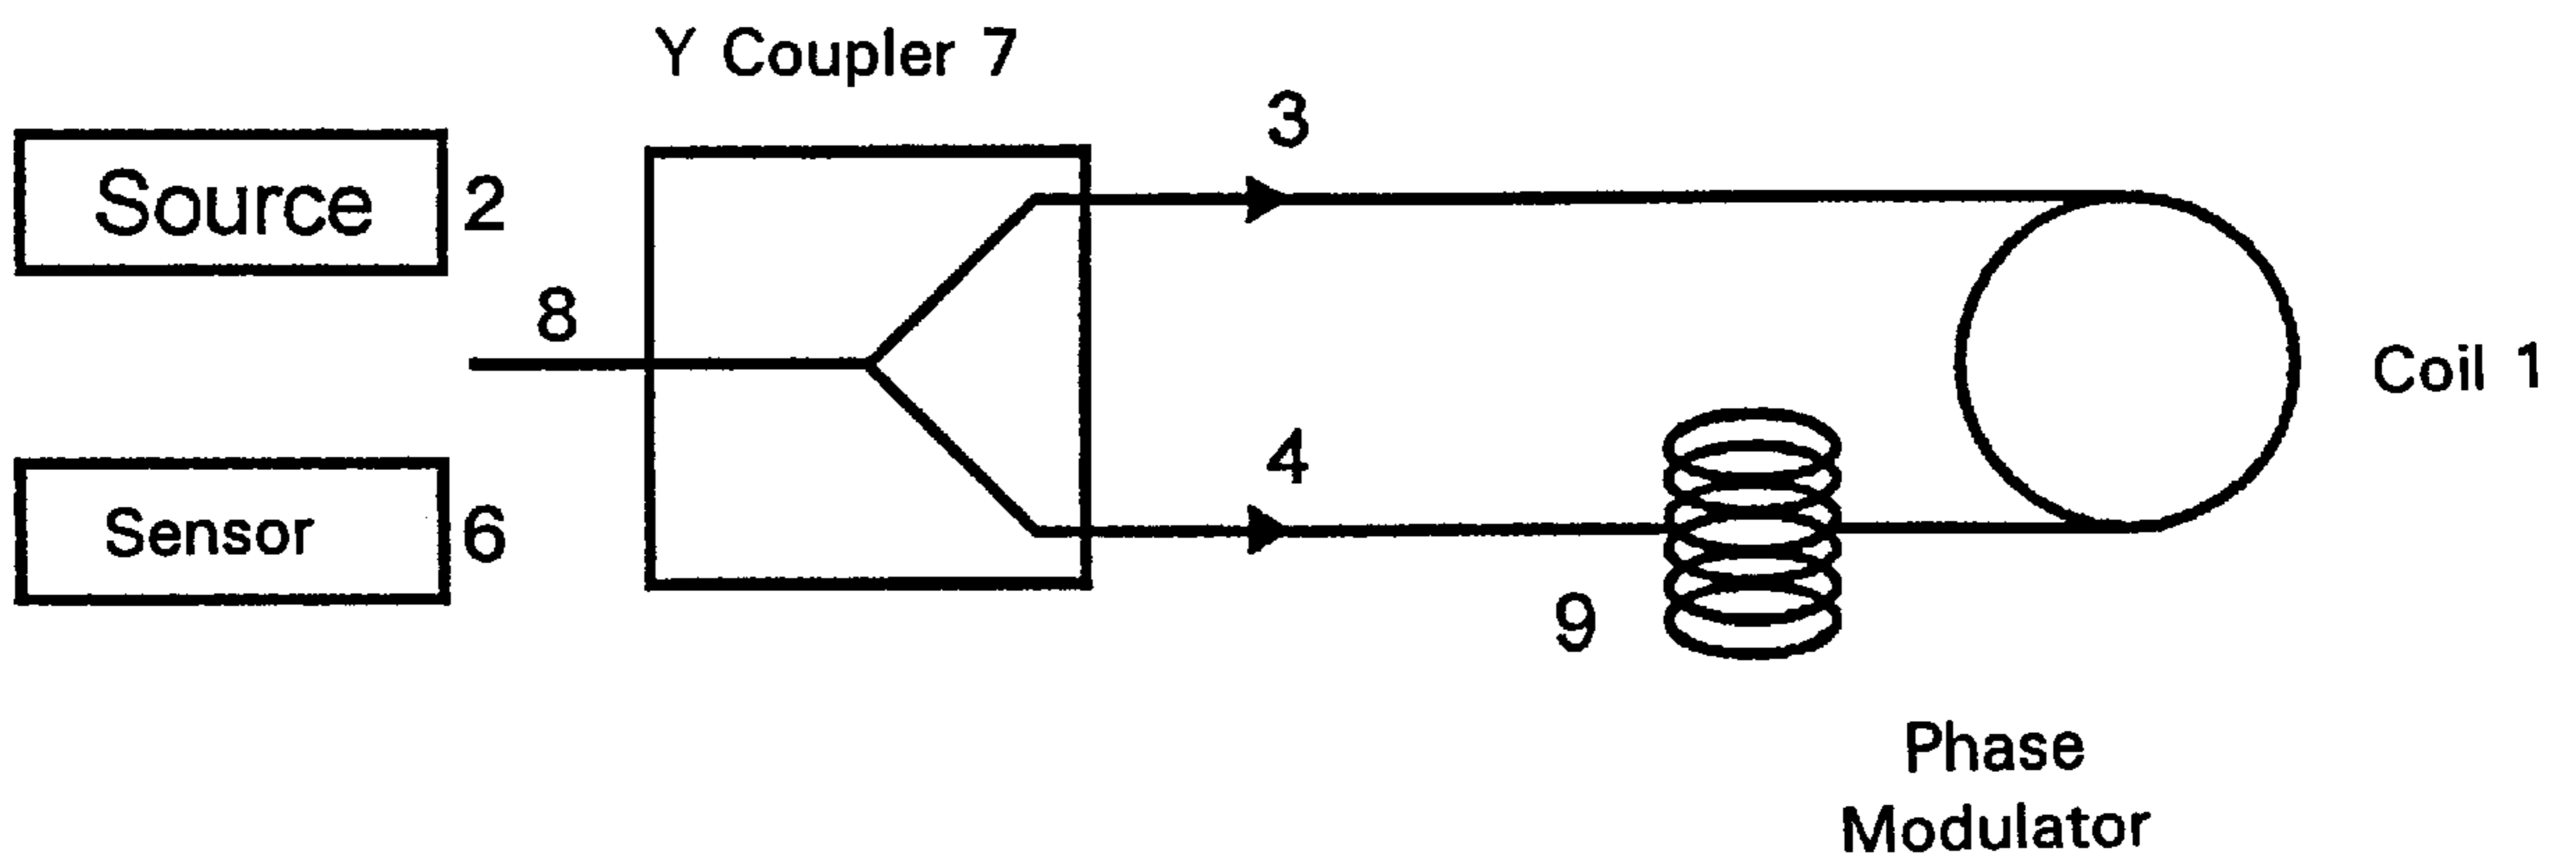 Y Coupler 7
3
Source 2
8
Coil 1
4
Sensor 6
9
Phase
Modulator